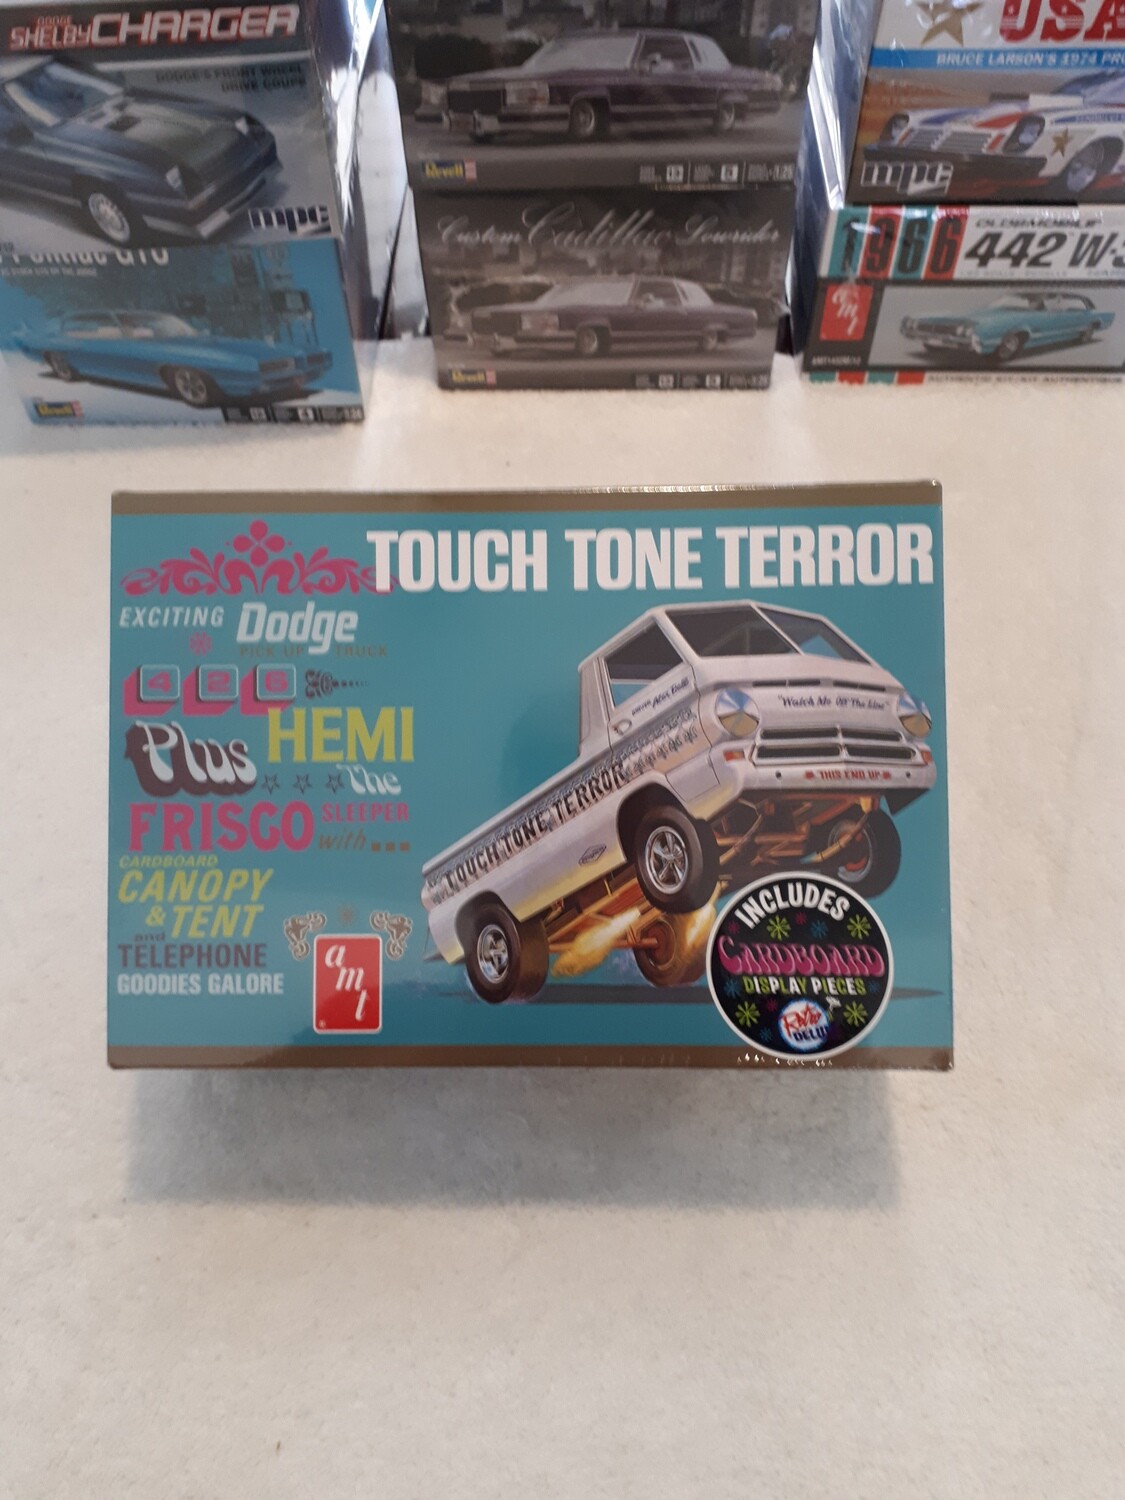 DODGE
SHELBY CHARGER
DODGE'S FRONT WHEEL
DRIVE COUPE
mpc
Pontiac GTO
Revell
Revell
Custom Cadillac Lowrider
Revell
USA
BRUCE LARSON'S 1974 PRO
mpc
1966
OLDSMOBILE
442 W-3
amt
TOUCH TONE TERROR
EXCITING Dodge
PICK-UP TRUCK
426
Plus HEMI
The
FRISCO SLEEPER
with...
CARDBOARD
CANOPY
& TENT
and
TELEPHONE
GOODIES GALORE
amt
"Watch Me Off The Line"
THIS END UP
TOUCH TONE TERROR
INCLUDES
CARDBOARD
DISPLAY PIECES
Retro
DELUXE